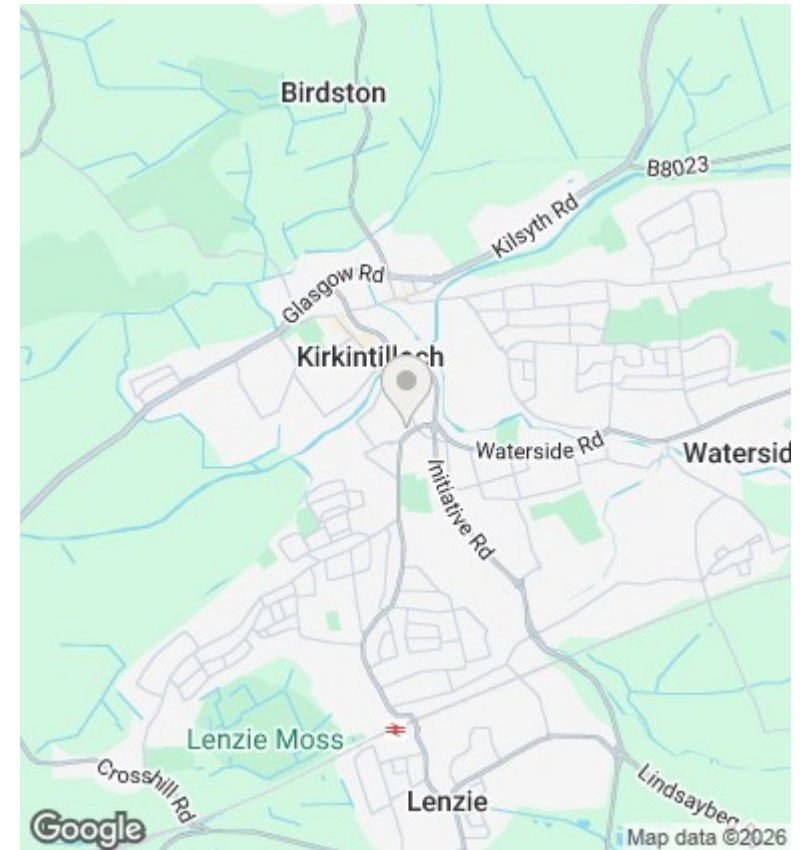 Birdston
B8023
Kilsyth Rd
Glasgow Rd
Kirkintilloch
Waterside Rd
Watersid
Initiative Rd
Lenzie Moss
Crosshill Rd
Lenzie
Lindsaybeg
Google
Map data ©2026